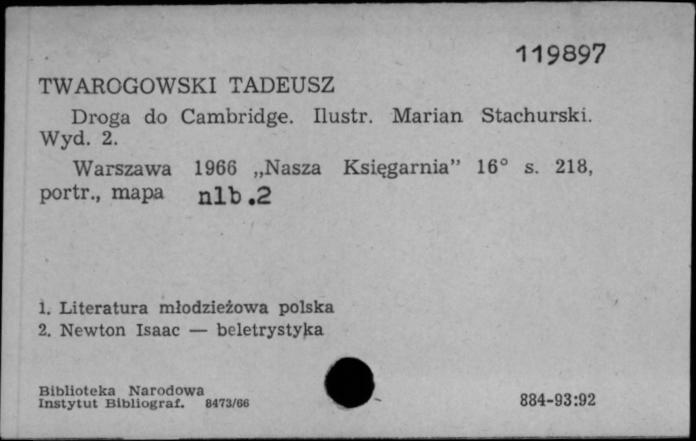 119897
TWAROGOWSKI TADEUSZ
Droga do Cambridge. Ilustr. Marian Stachurski.
Wyd. 2.
Warszawa 1966 „Nasza Księgarnia” 16° s. 218,
portr., mapa nlb.2
1. Literatura młodzieżowa polska
2. Newton Isaac — beletrystyka
Biblioteka Narodowa
Instytut Bibliograf. 8473/66
884-93:92